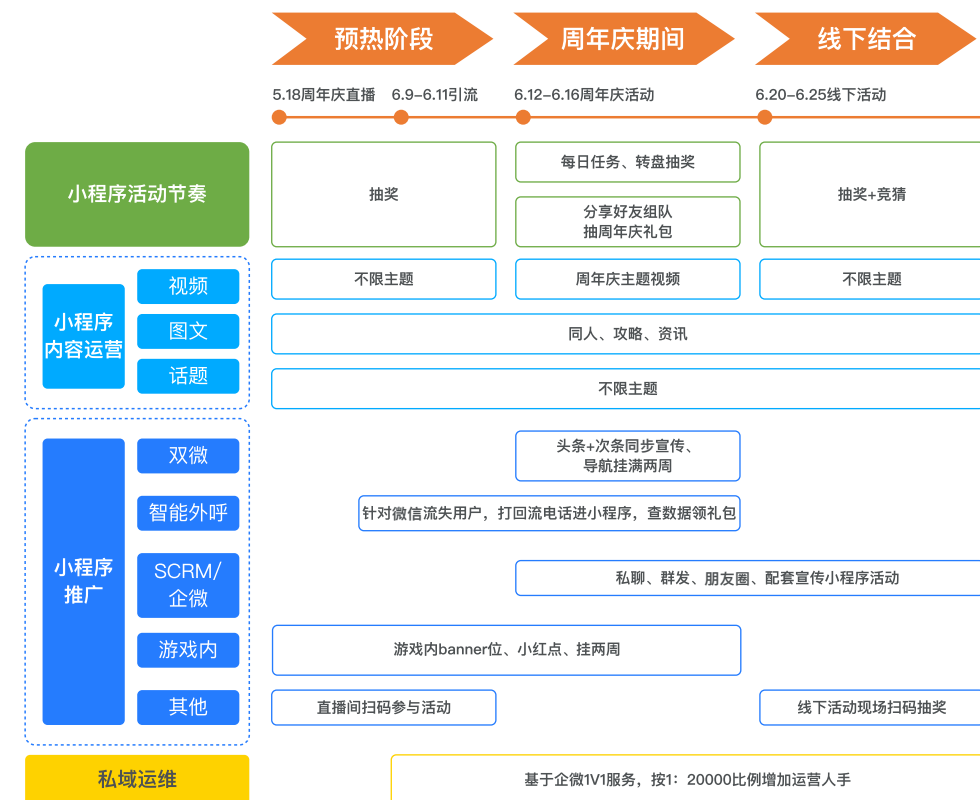 预热阶段
周年庆期间
线下结合
5.18周年庆直播
6.9-6.11引流
6.12-6.16周年庆活动
6.20-6.25线下活动
小程序活动节奏
抽奖
每日任务、转盘抽奖
分享好友组队
抽周年庆礼包
抽奖+竞猜
小程序
内容运营
视频
不限主题
周年庆主题视频
不限主题
图文
同人、攻略、资讯
话题
不限主题
小程序
推广
双微
头条+次条同步宣传、
导航挂满两周
智能外呼
针对微信流失用户，打回流电话进小程序，查数据领礼包
SCRM/
企微
私聊、群发、朋友圈、配套宣传小程序活动
游戏内
游戏内banner位、小红点、挂两周
其他
直播间扫码参与活动
线下活动现场扫码抽奖
私域运维
基于企微1V1服务，按1：20000比例增加运营人手